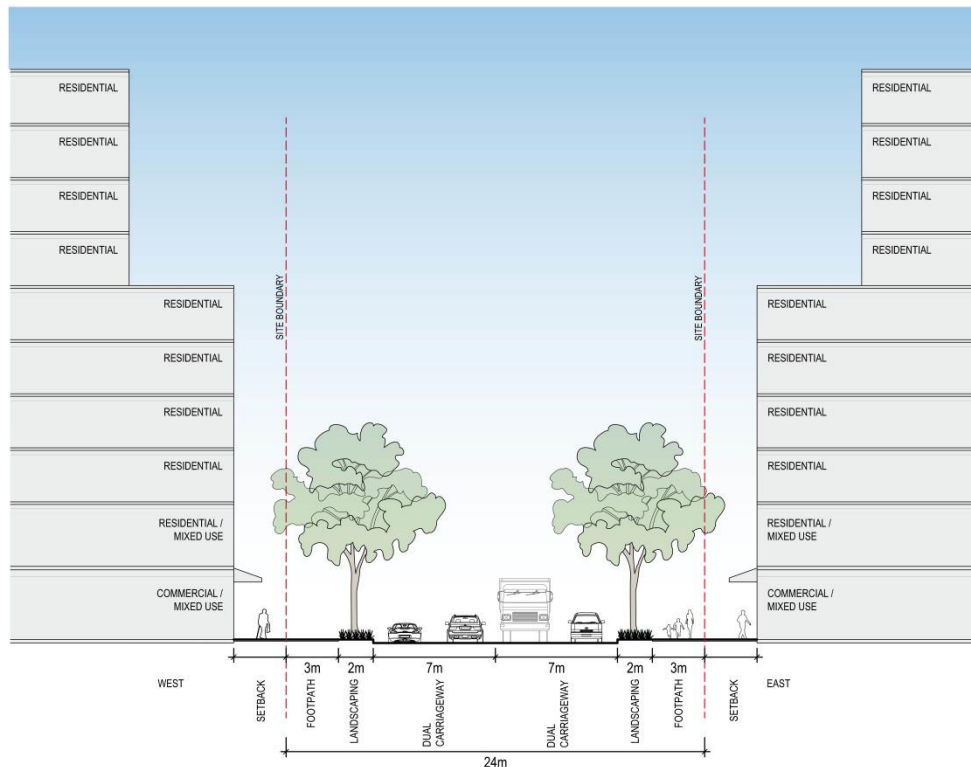 RESIDENTIAL
RESIDENTIAL
RESIDENTIAL
RESIDENTIAL
RESIDENTIAL
RESIDENTIAL
RESIDENTIAL
RESIDENTIAL
RESIDENTIAL /
MIXED USE
COMMERCIAL /
MIXED USE
SITE BOUNDARY
SITE BOUNDARY
RESIDENTIAL
RESIDENTIAL
RESIDENTIAL
RESIDENTIAL
RESIDENTIAL
RESIDENTIAL
RESIDENTIAL
RESIDENTIAL
RESIDENTIAL /
MIXED USE
COMMERCIAL /
MIXED USE
3m 2m 7m 7m 2m 3m
WEST
SETBACK
FOOTPATH
LANDSCAPING
DUAL
CARRIAGEWAY
DUAL
CARRIAGEWAY
LANDSCAPING
FOOTPATH
SETBACK
EAST
24m